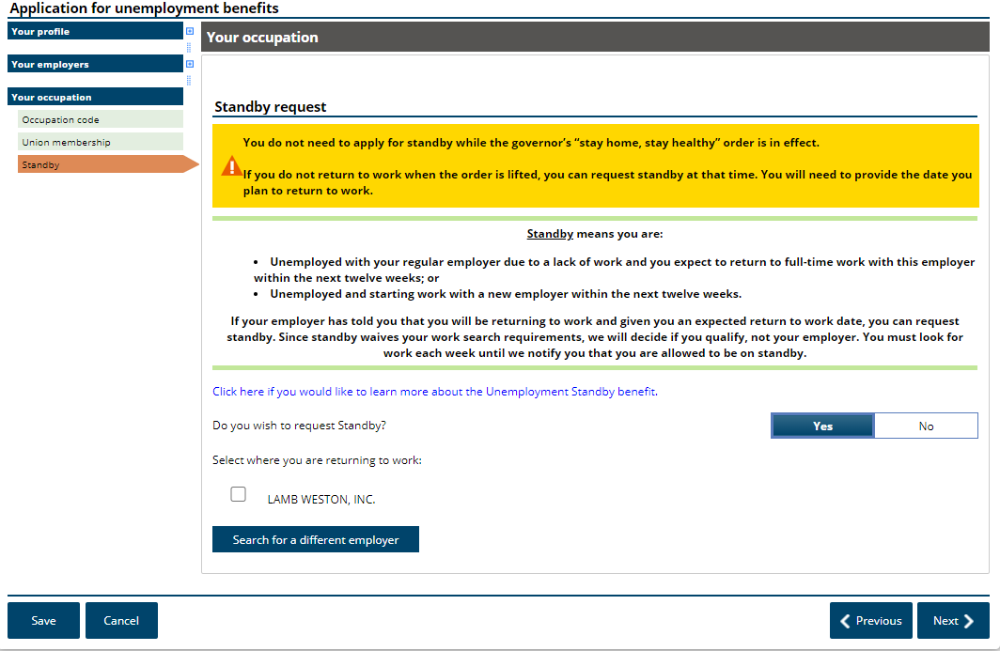 Application for unemployment benefits
Your profile
Your employers
Your occupation
Occupation code
Union membership
Standby
Your occupation
Standby request
You do not need to apply for standby while the governor's "stay home, stay healthy" order is in effect.
If you do not return to work when the order is lifted, you can request standby at that time. You will need to provide the date you
plan to return to work.
Standby means you are:
• Unemployed with your regular employer due to a lack of work and you expect to return to full-time work with this employer
within the next twelve weeks; or
• Unemployed and starting work with a new employer within the next twelve weeks.
If your employer has told you that you will be returning to work and given you an expected return to work date, you can request
standby. Since standby waives your work search requirements, we will decide if you qualify, not your employer. You must look for
work each week until we notify you that you are allowed to be on standby.
Click here if you would like to learn more about the Unemployment Standby benefit.
Do you wish to request Standby?
Yes
No
Select where you are returning to work:
LAMB WESTON, INC.
Search for a different employer
Save
Cancel
Previous
Next